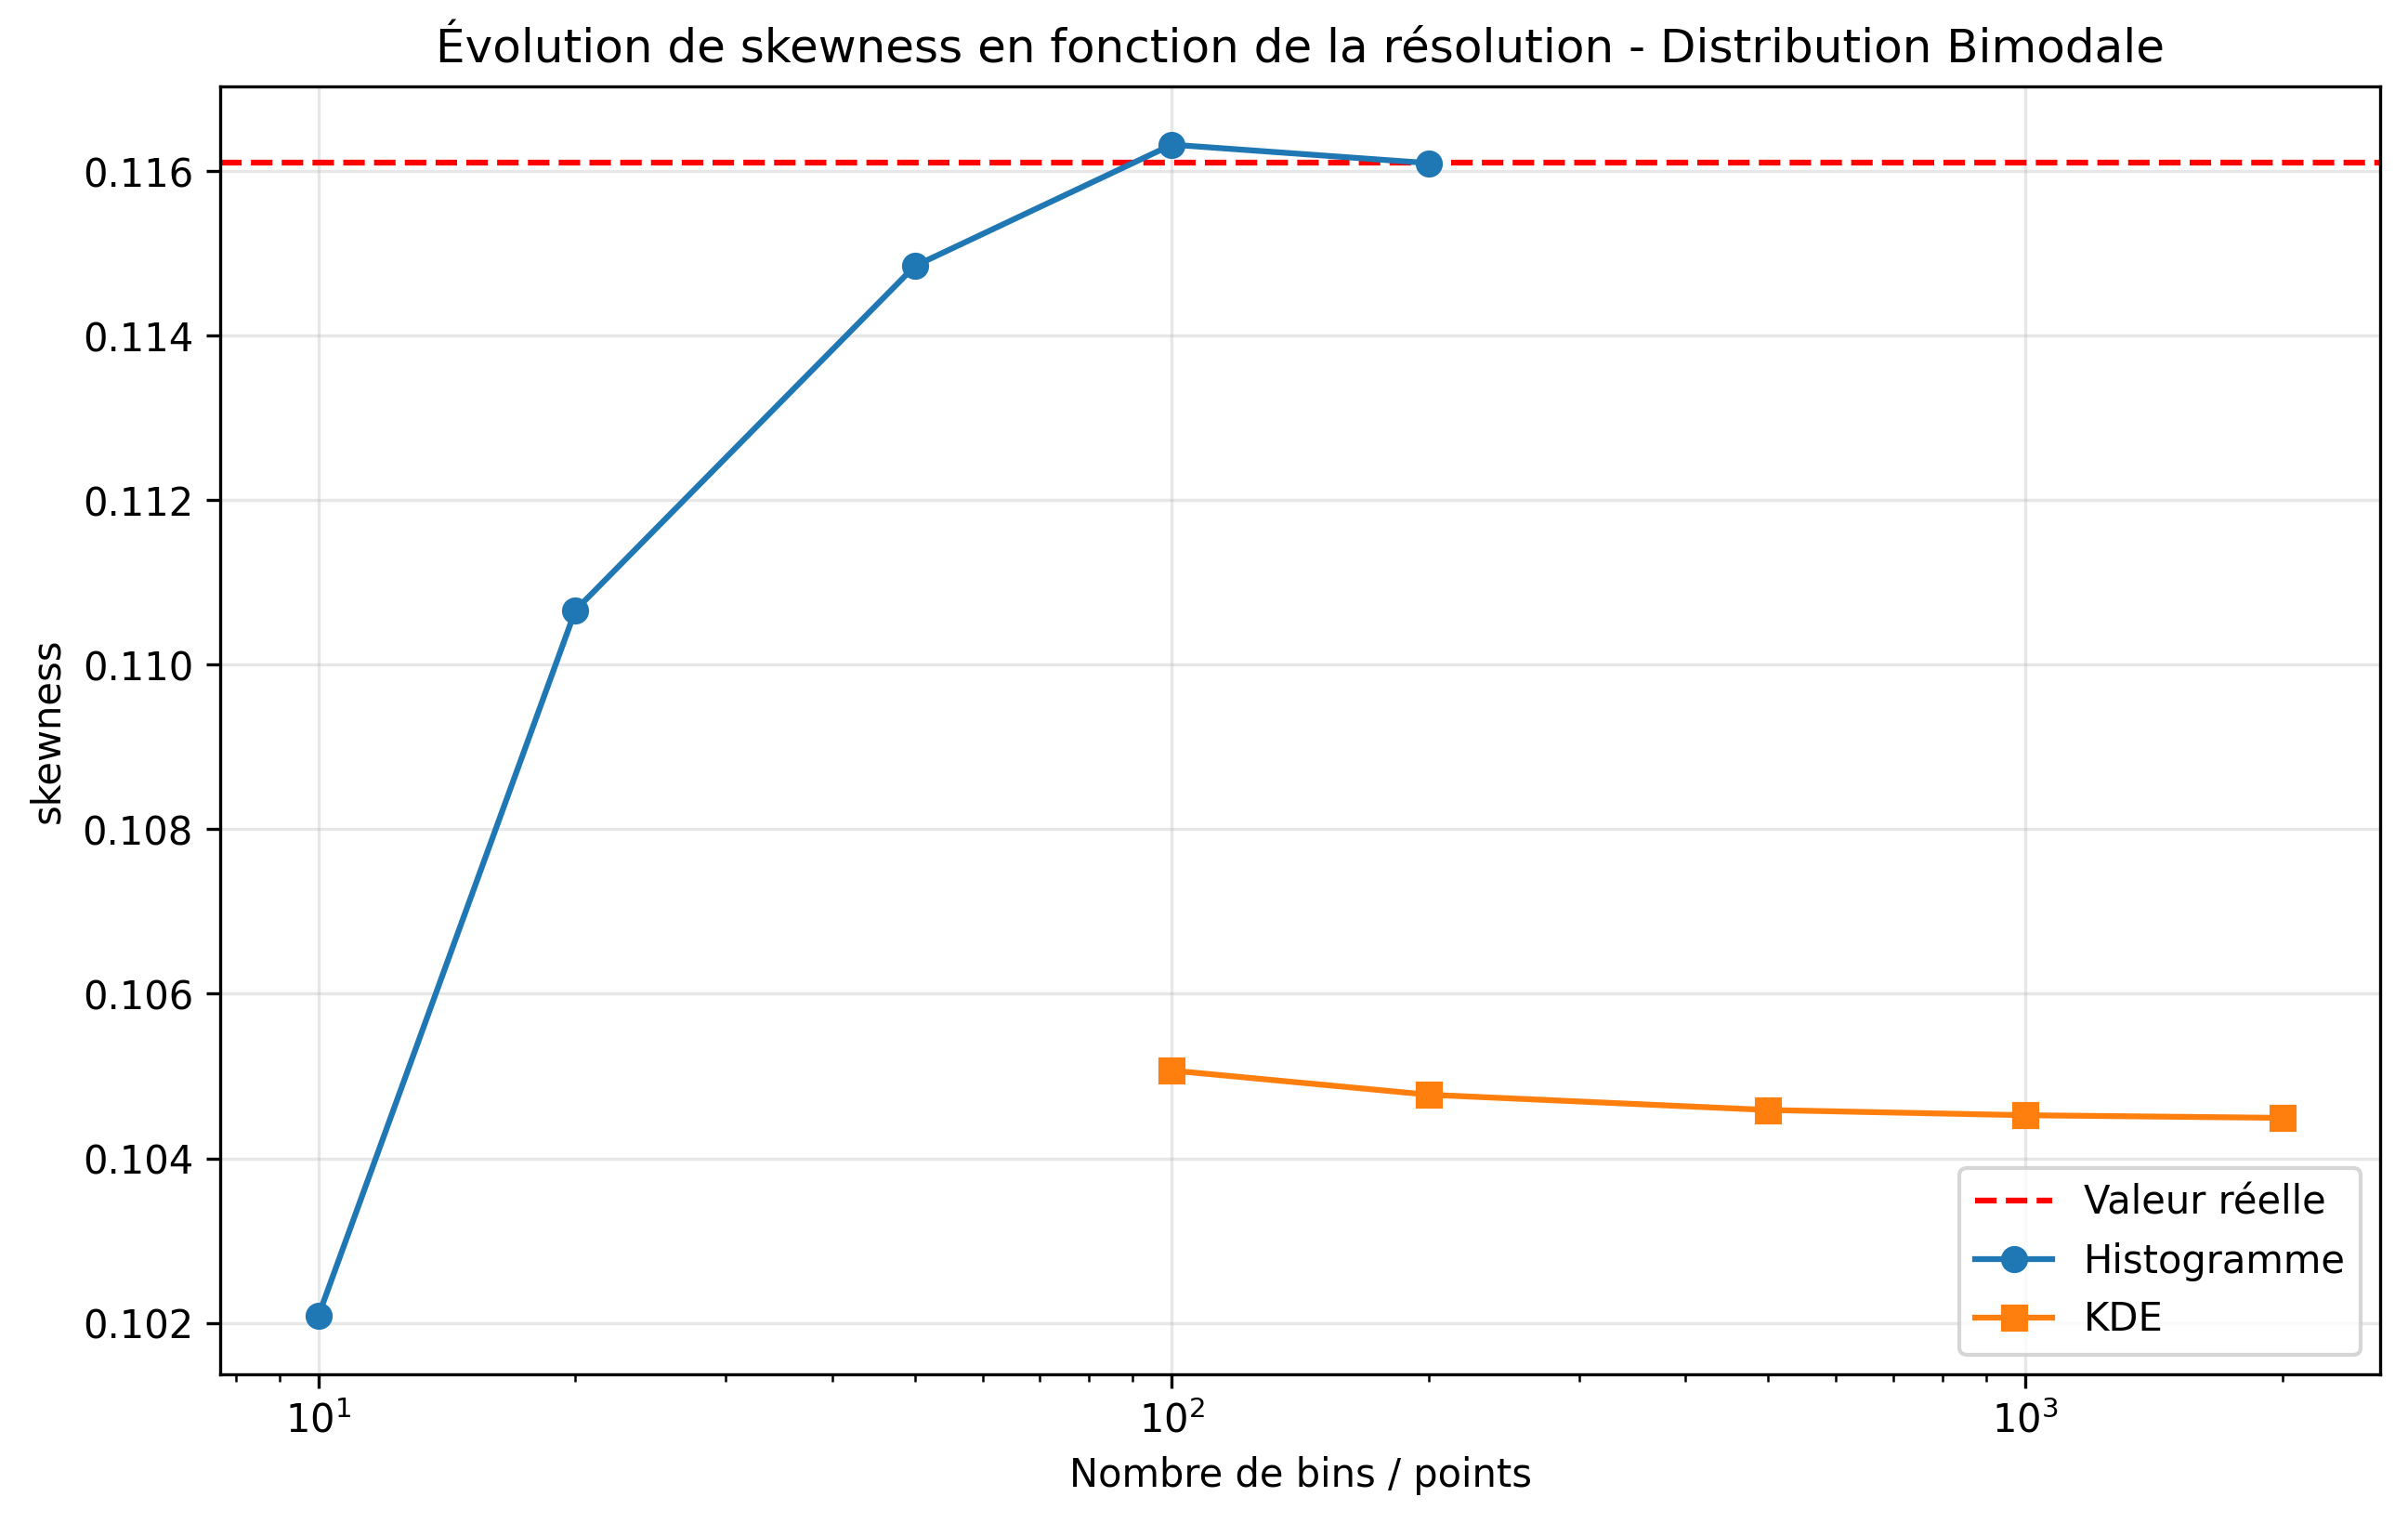 Évolution de skewness en fonction de la résolution - Distribution Bimodale
skewness
0.116
0.114
0.112
0.110
0.108
0.106
0.104
0.102
10¹
10²
10³
Nombre de bins / points
Valeur réelle
Histogramme
KDE